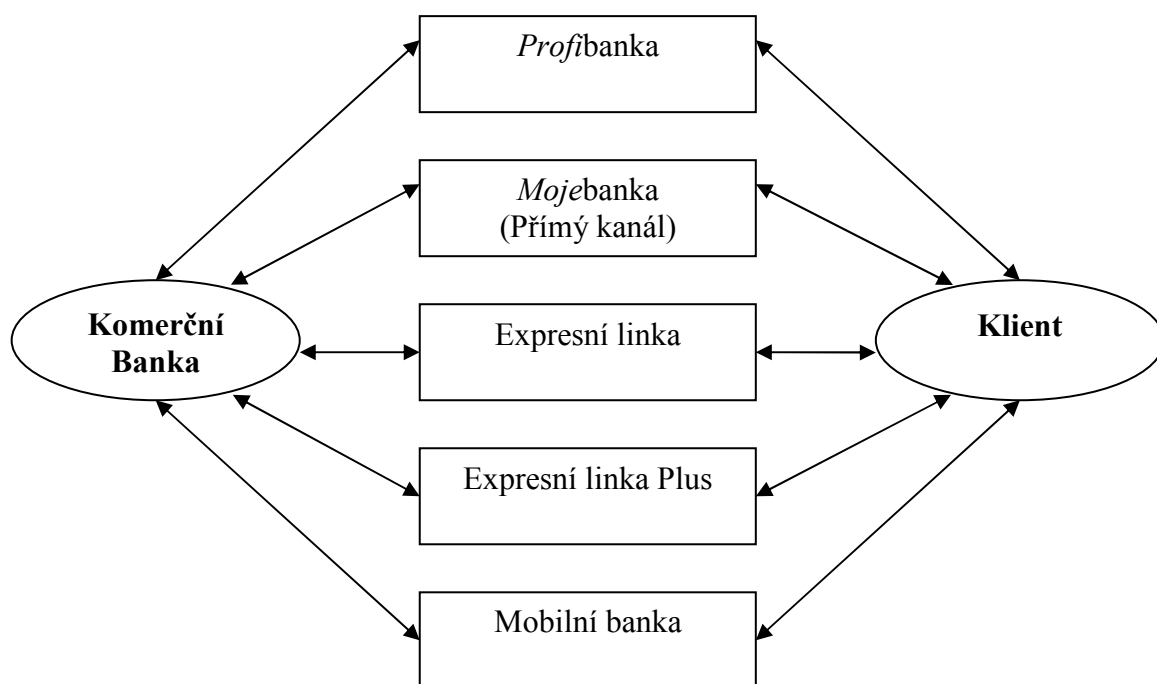 Profibanka
Mojebanka
(Přímý kanál)
Komerční
Banka
Expresní linka
Klient
Expresní linka Plus
Mobilní banka